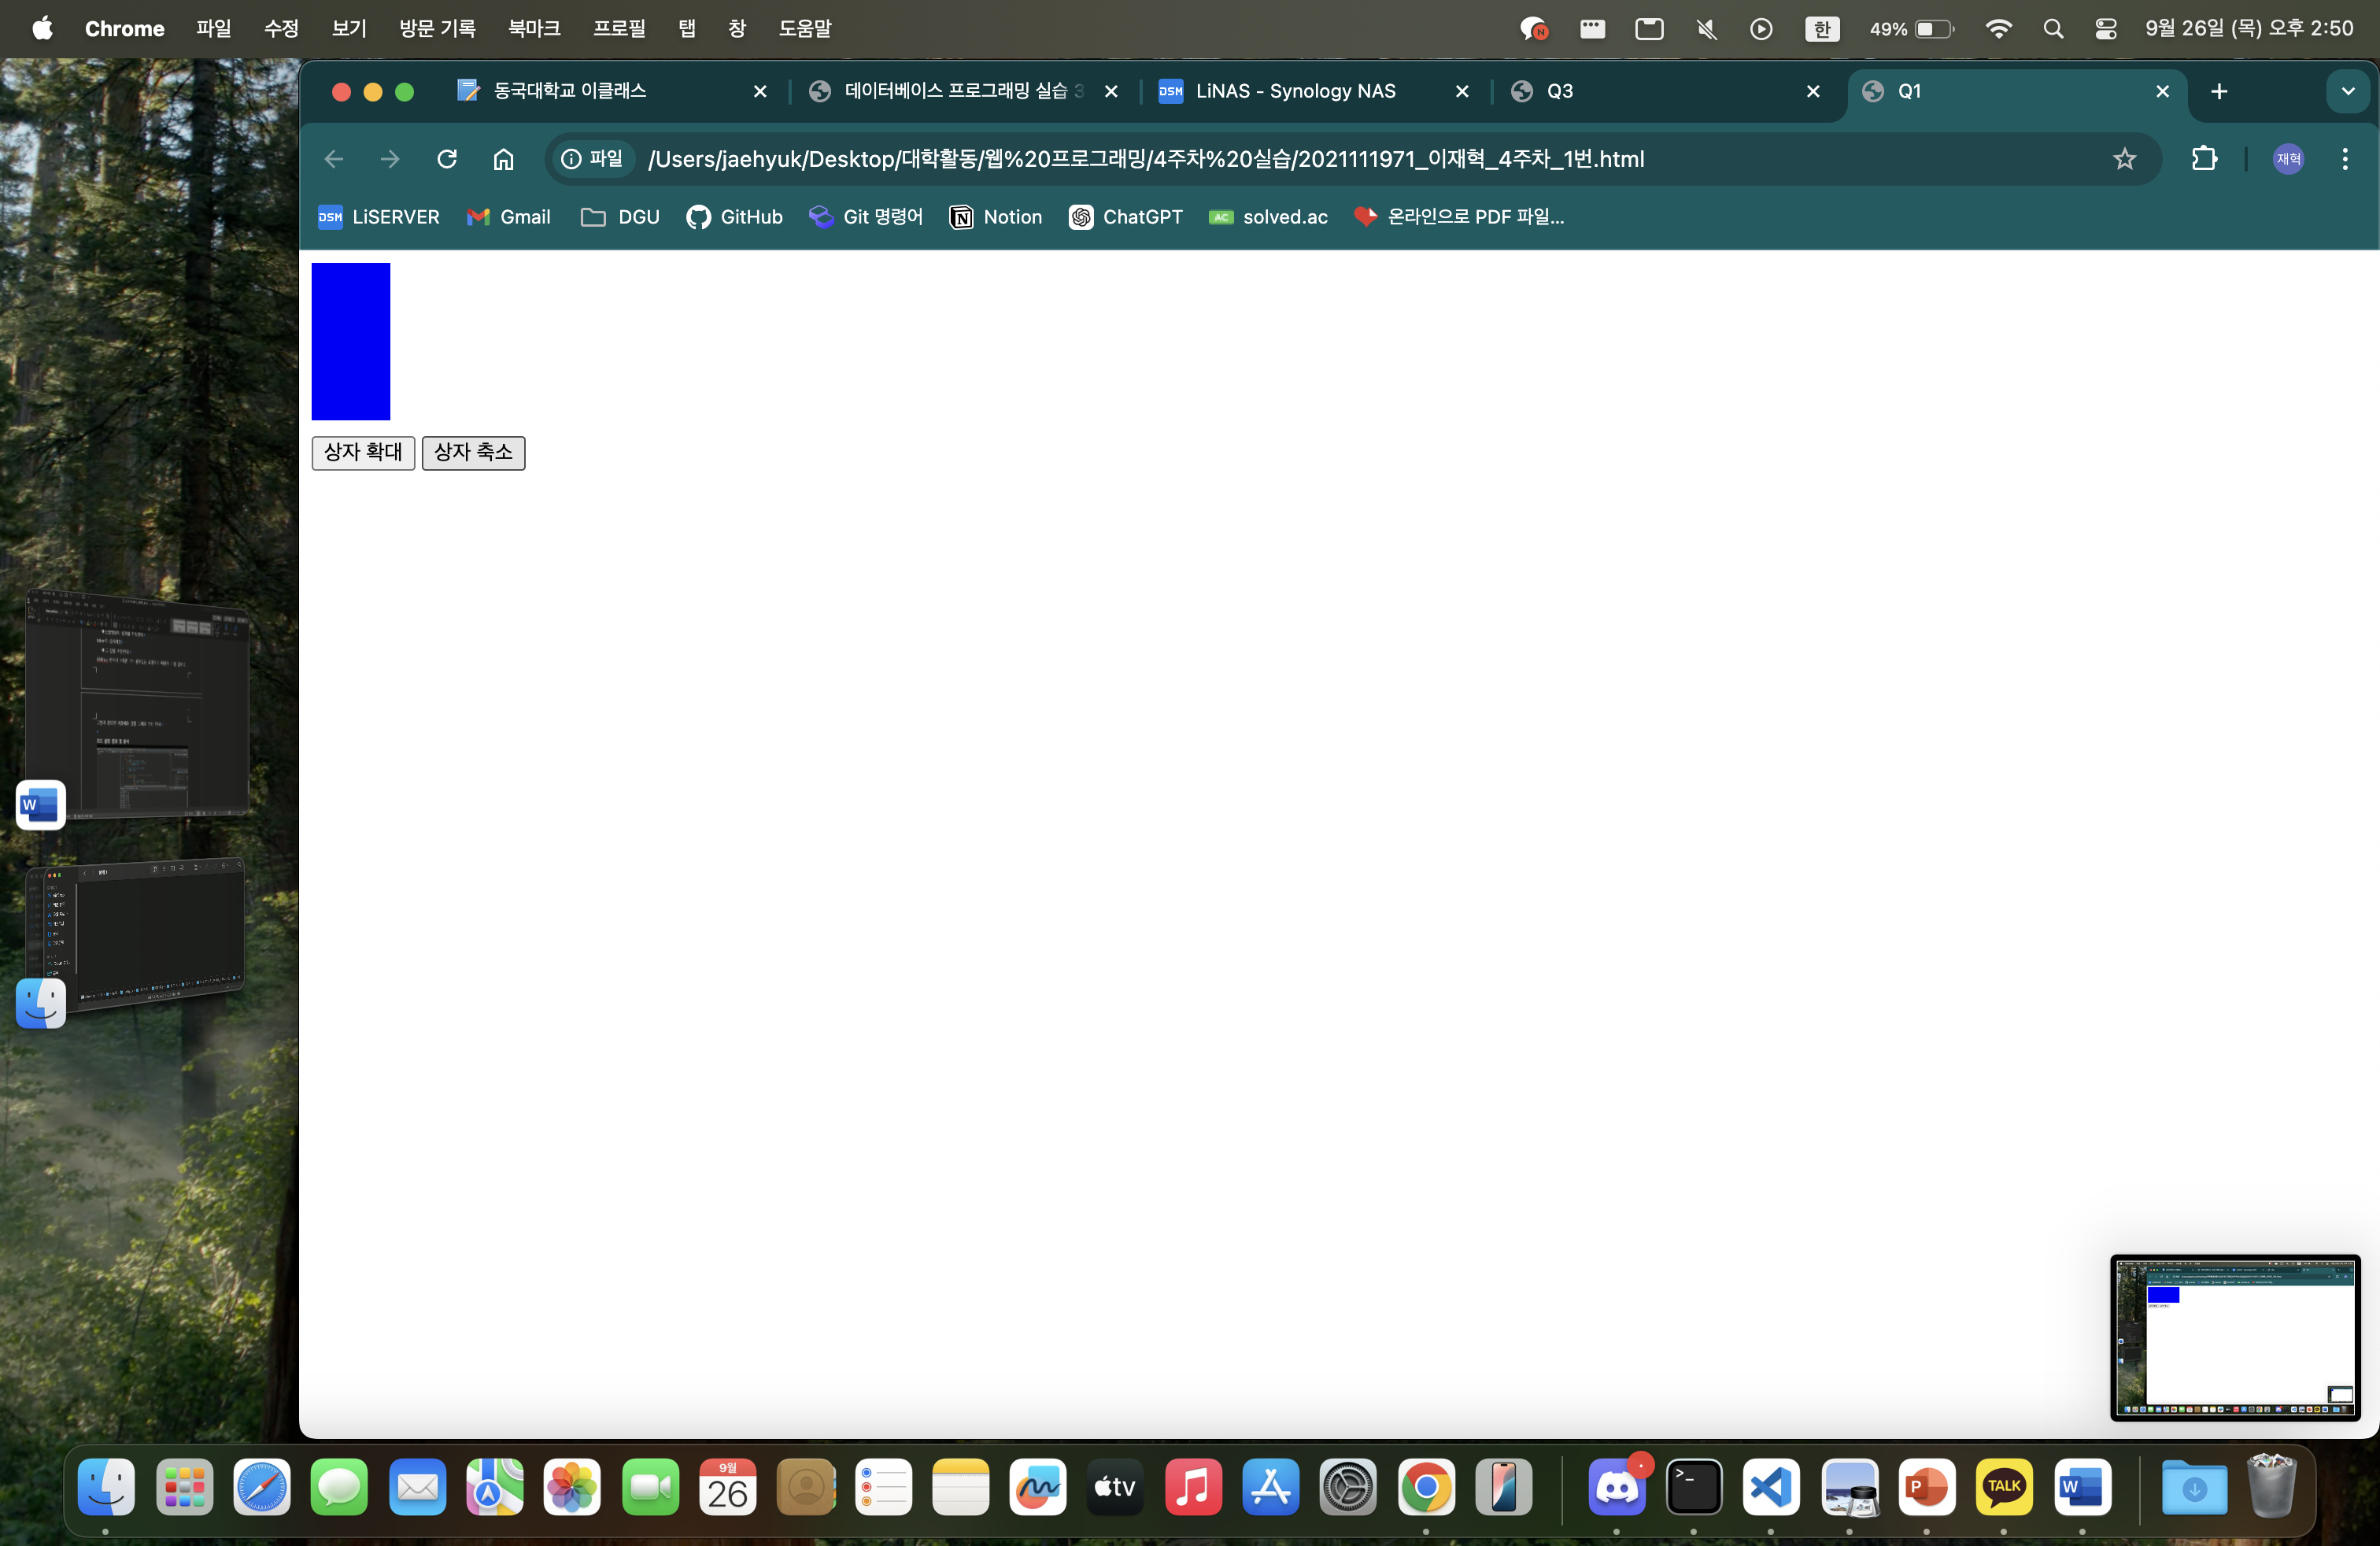 Chrome 파일 수정 보기 방문 기록 북마크 프로필 탭 창 도움말 한 49% 9월 26일 (목) 오후 2:50
동국대학교 이클래스 데이터베이스 프로그래밍 실습 3 DSM LiNAS - Synology NAS Q3 Q1
파일 /Users/jaehyuk/Desktop/대학활동/웹%20프로그래밍/4주차%20실습/2021111971_이재혁_4주차_1번.html 재혁
DSM LiSERVER Gmail DGU GitHub Git 명령어 Notion ChatGPT AC solved.ac 온라인으로 PDF 파일...
상자 확대 상자 축소
W
9월
26
tv
P
TALK
W